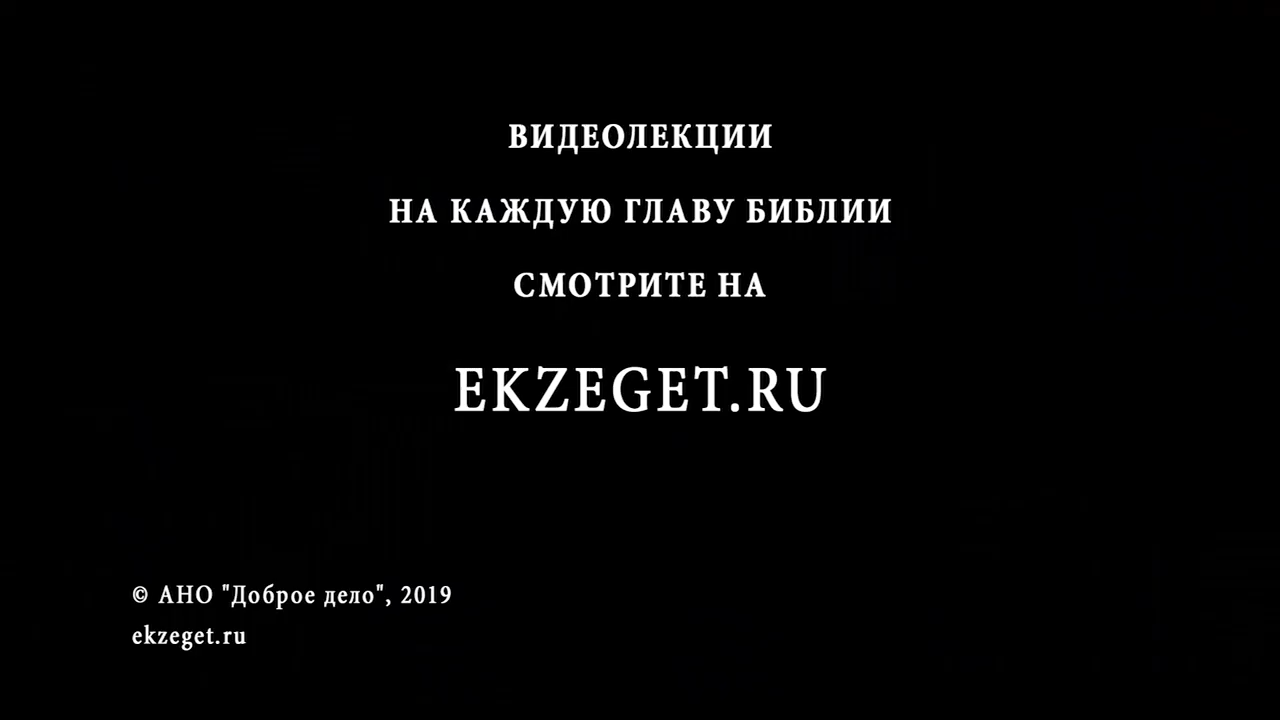 ВИДЕОЛЕКЦИИ
НА КАЖДУЮ ГЛАВУ БИБЛИИ
СМОТРИТЕ НА
EKZEGET.RU
© АНО "Доброе дело", 2019
ekzeget.ru